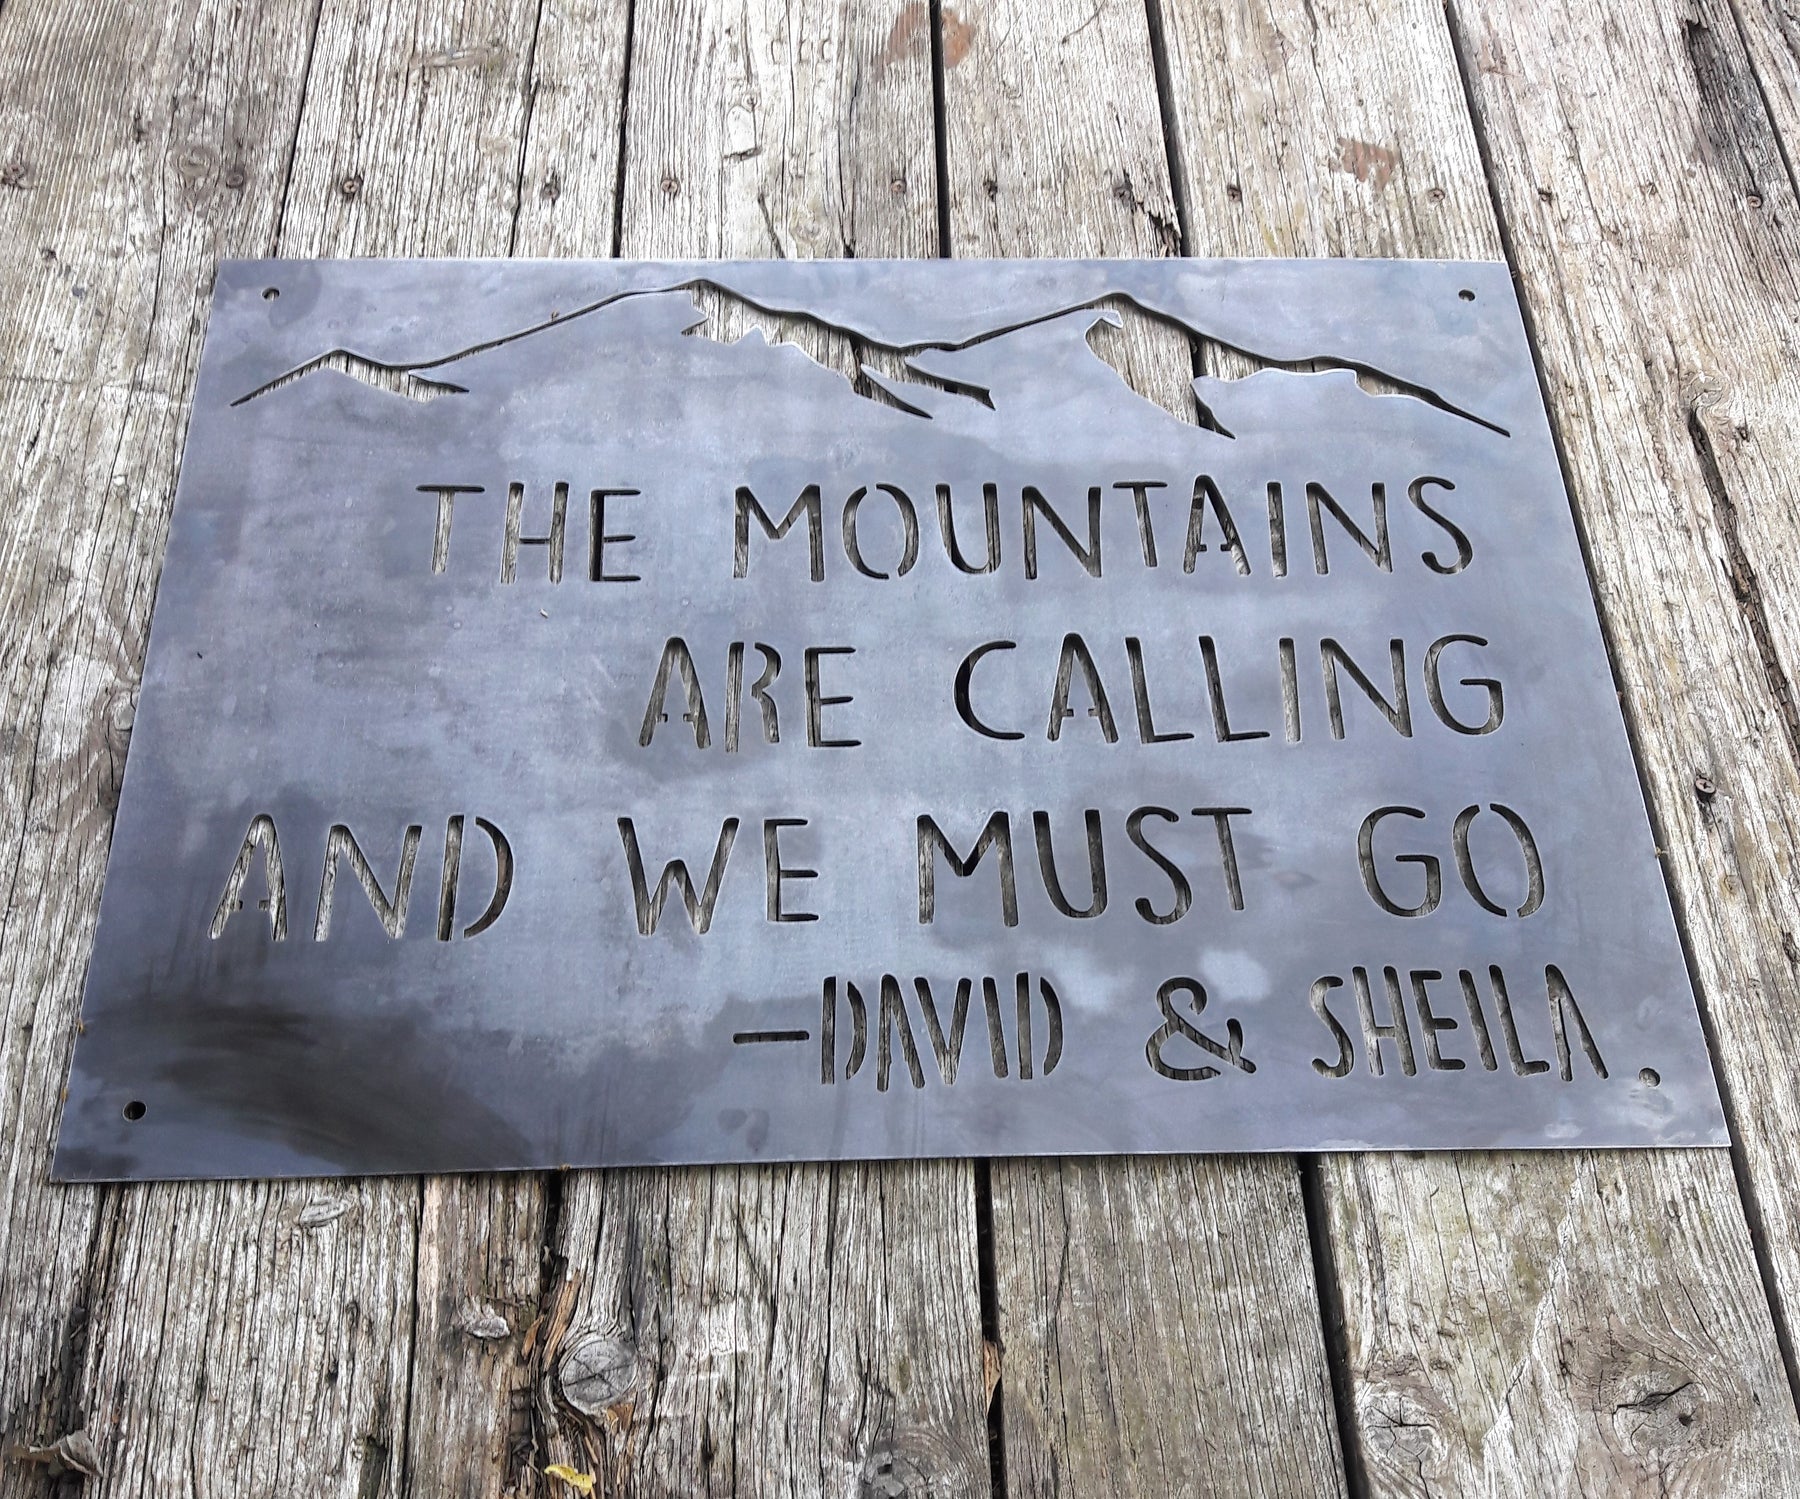 THE MOUNTAINS
ARE CALLING
AND WE MUST GO
—DAVID & SHEILA